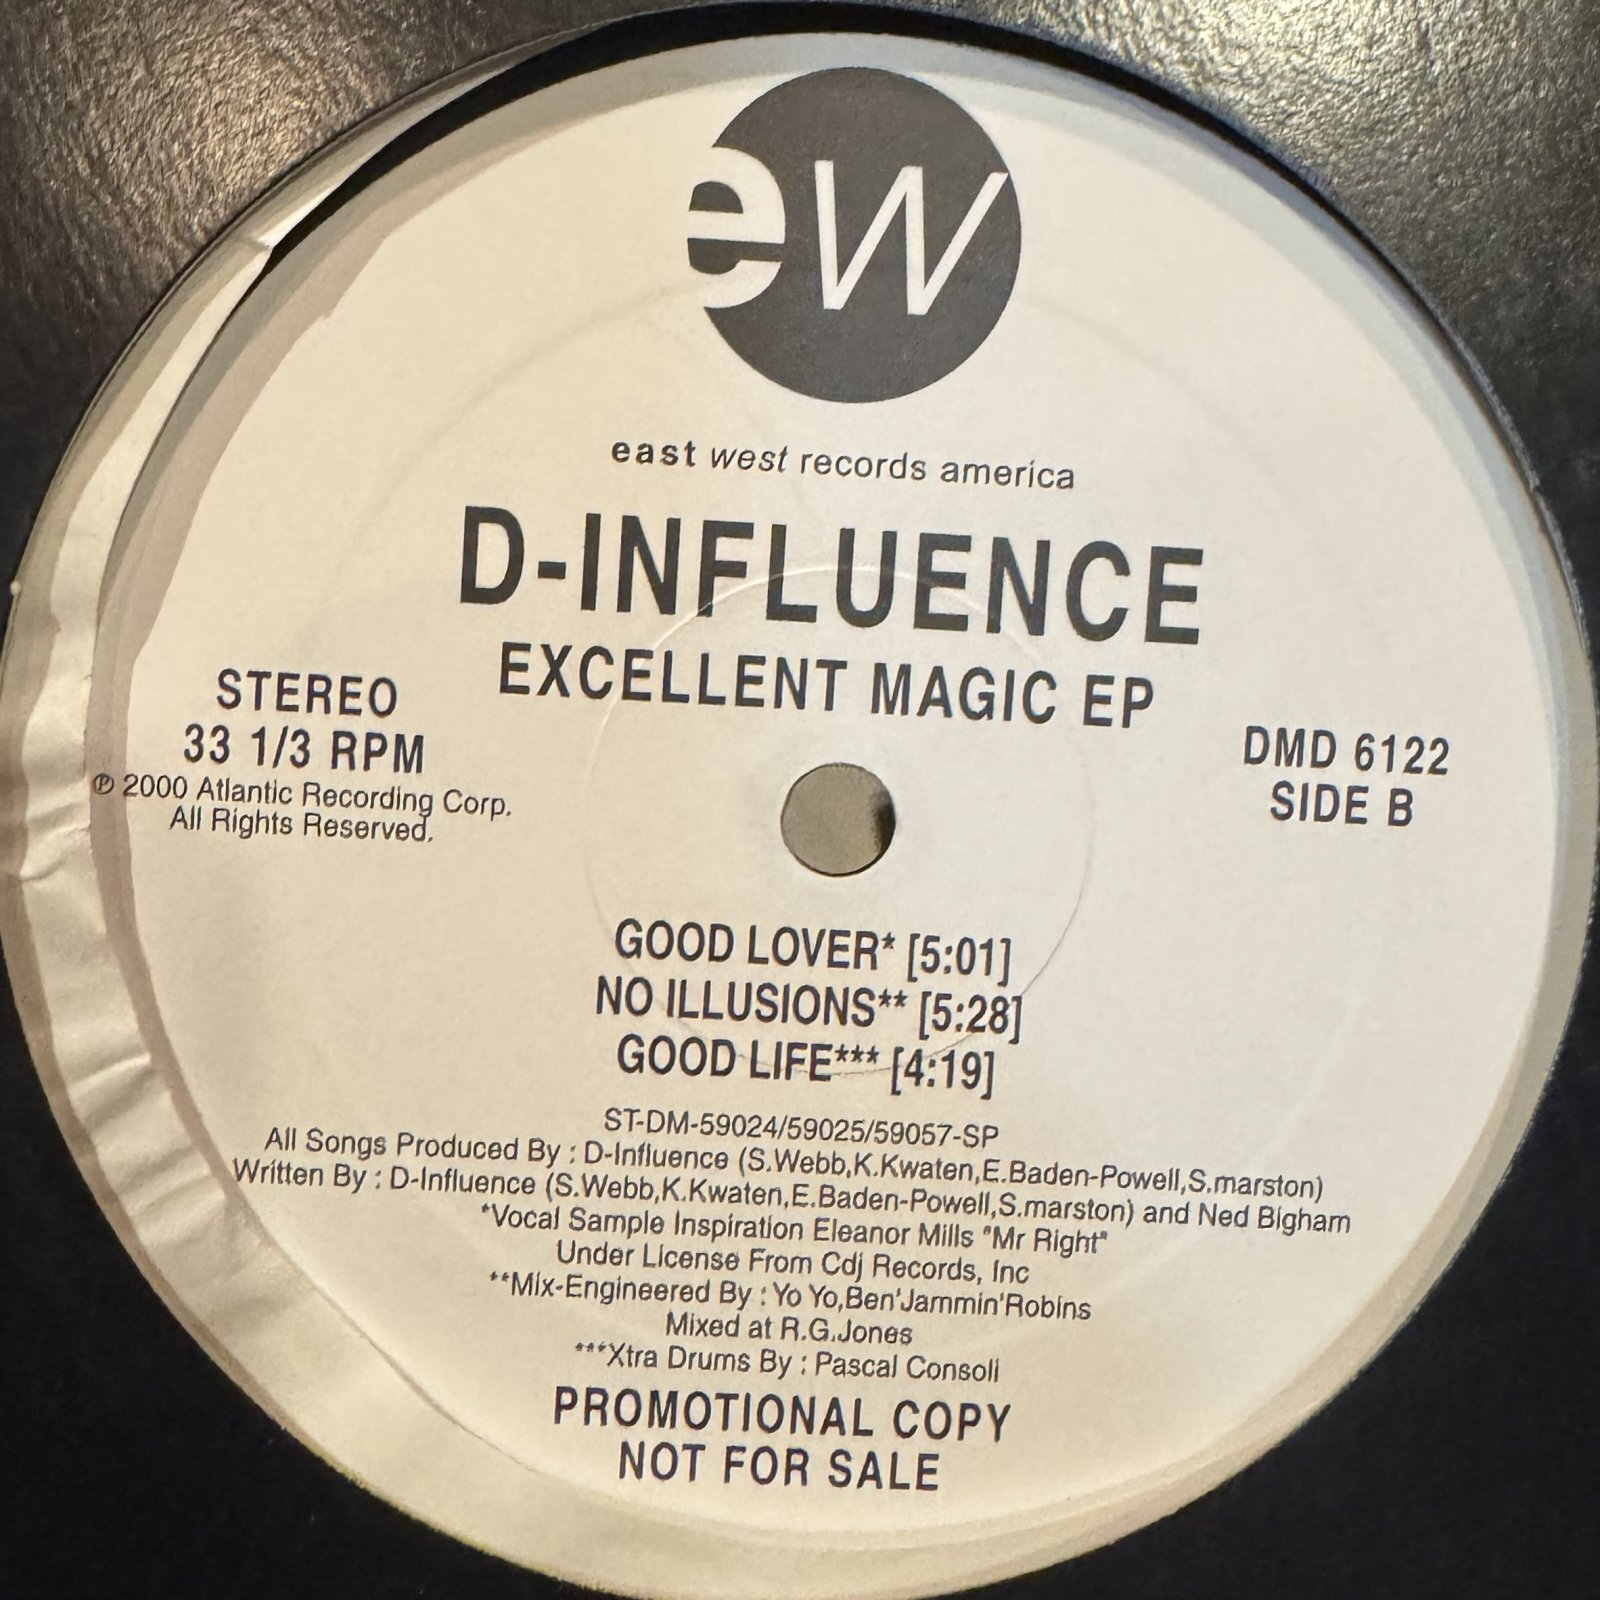 ew
east west records america
D-INFLUENCE
EXCELLENT MAGIC EP
STEREO
33 1/3 RPM
℗ 2000 Atlantic Recording Corp.
All Rights Reserved.
DMD 6122
SIDE B
GOOD LOVER* [5:01]
NO ILLUSIONS** [5:28]
GOOD LIFE*** [4:19]
ST-DM-59024/59025/59057-SP
All Songs Produced By : D-Influence (S.Webb,K.Kwaten,E.Baden-Powell,S.marston)
Written By : D-Influence (S.Webb,K.Kwaten,E.Baden-Powell,S.marston) and Ned Bigham
*Vocal Sample Inspiration Eleanor Mills "Mr Right"
Under License From Cdj Records, Inc
**Mix-Engineered By : Yo Yo,Ben'Jammin'Robins
Mixed at R.G.Jones
***Xtra Drums By : Pascal Consoli
PROMOTIONAL COPY
NOT FOR SALE